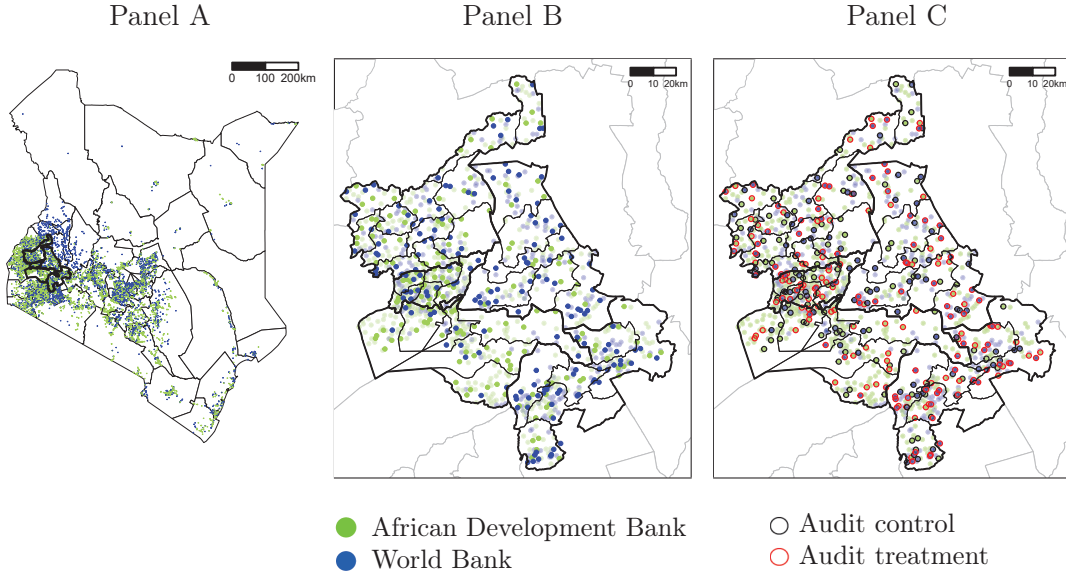 Panel A
Panel B
Panel C
0 100 200km
0 10 20km
0 10 20km
African Development Bank
World Bank
Audit control
Audit treatment